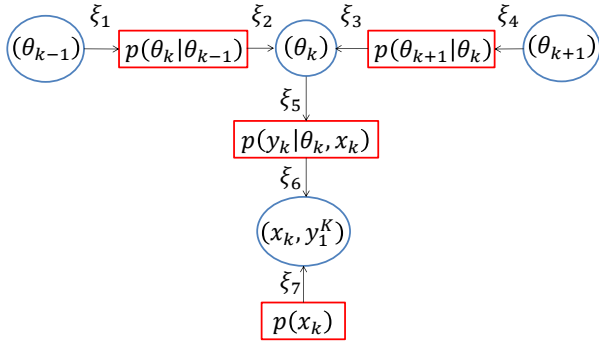 ξ₁ ξ₂ ξ₃ ξ₄
(θₖ₋₁) p(θₖ|θₖ₋₁) (θₖ) p(θₖ₊₁|θₖ) (θₖ₊₁)
ξ₅
p(yₖ|θₖ, xₖ)
ξ₆
(xₖ, y₁ᴷ)
ξ₇
p(xₖ)